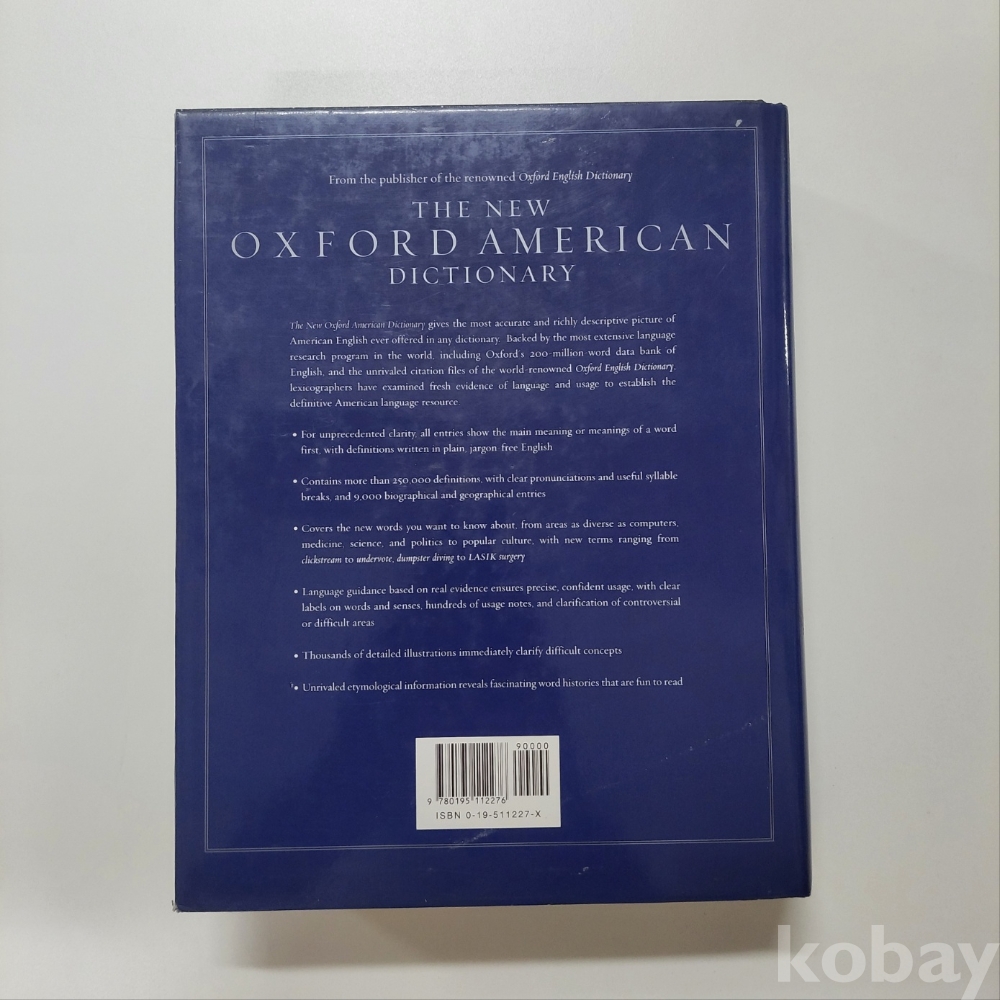 From the publisher of the renowned Oxford English Dictionary
THE NEW
OXFORD AMERICAN
DICTIONARY
The New Oxford American Dictionary gives the most accurate and richly descriptive picture of
American English ever offered in any dictionary. Backed by the most extensive language
research program in the world, including Oxford's 200-million-word data bank of
English, and the unrivaled citation files of the world-renowned Oxford English Dictionary,
lexicographers have examined fresh evidence of language and usage to establish the
definitive American language resource.
• For unprecedented clarity, all entries show the main meaning or meanings of a word
first, with definitions written in plain, jargon-free English
• Contains more than 250,000 definitions, with clear pronunciations and useful syllable
breaks, and 9,000 biographical and geographical entries
• Covers the new words you want to know about, from areas as diverse as computers,
medicine, science, and politics to popular culture, with new terms ranging from
clickstream to undervote, dumpster diving to LASIK surgery
• Language guidance based on real evidence ensures precise, confident usage, with clear
labels on words and senses, hundreds of usage notes, and clarification of controversial
or difficult areas
• Thousands of detailed illustrations immediately clarify difficult concepts
• Unrivaled etymological information reveals fascinating word histories that are fun to read
90000
9 780195 112276
ISBN 0-19-511227-X
kobay